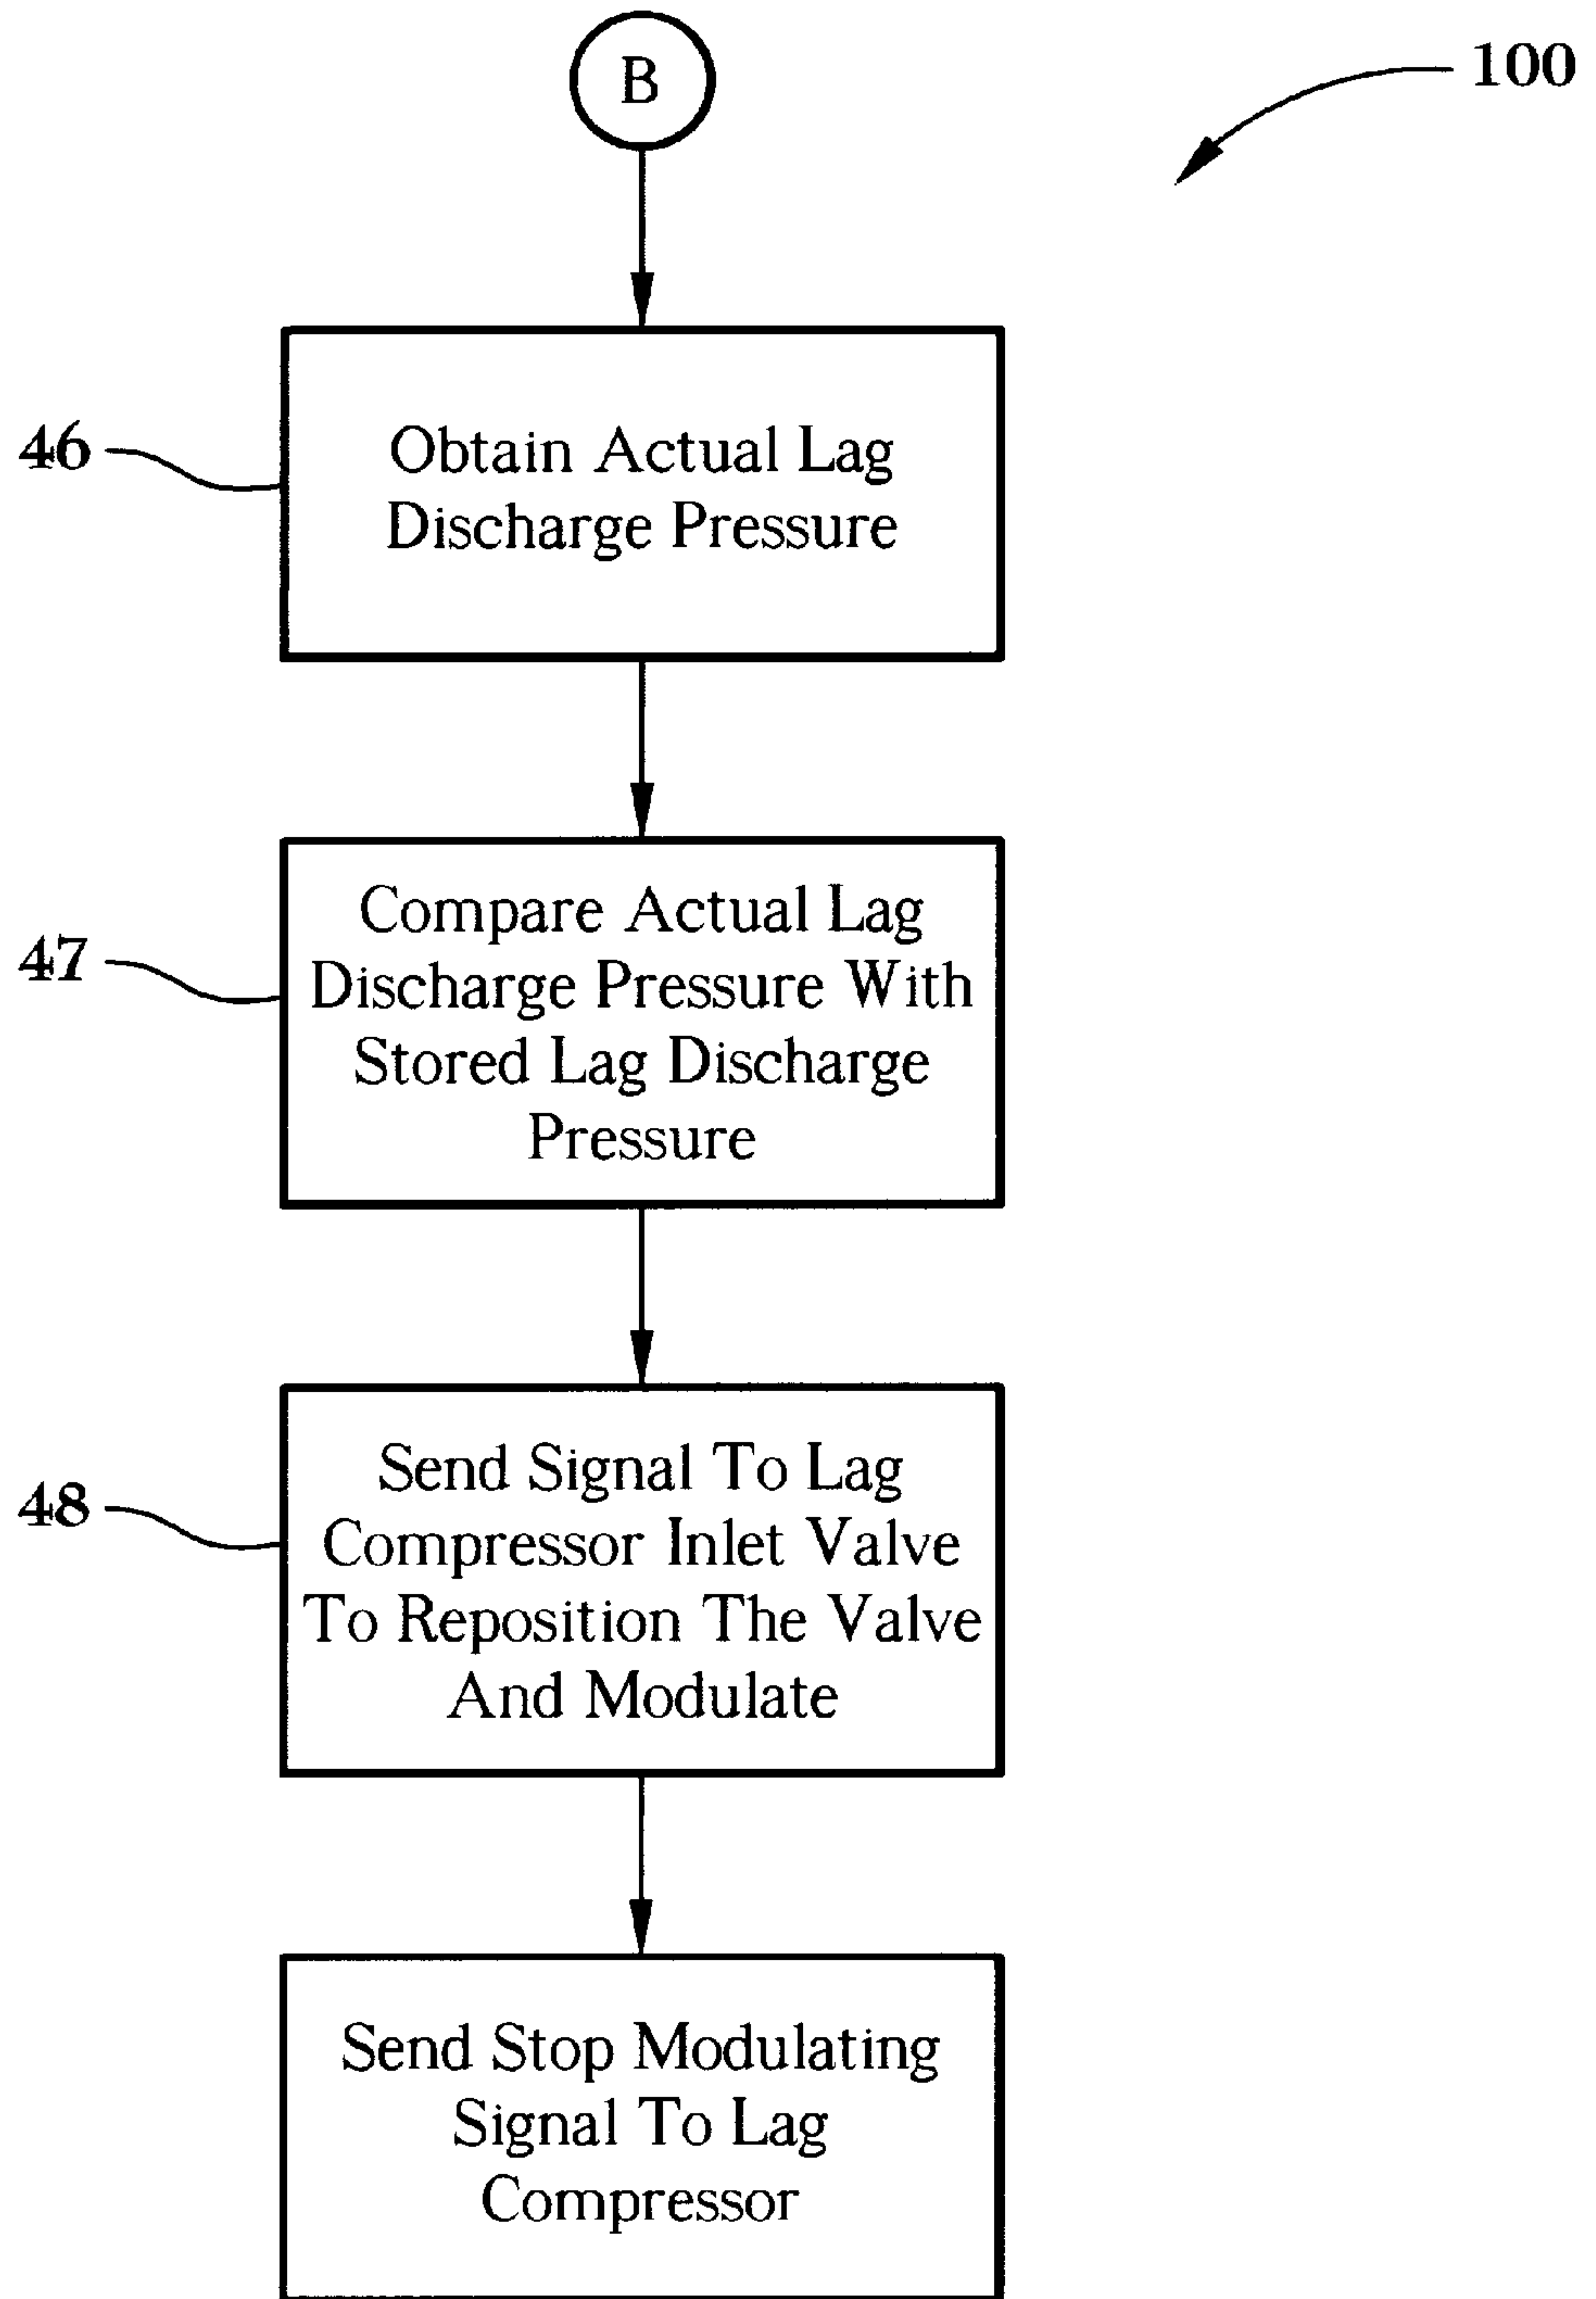 B
100
46
Obtain Actual Lag
Discharge Pressure
47
Compare Actual Lag
Discharge Pressure With
Stored Lag Discharge
Pressure
48
Send Signal To Lag
Compressor Inlet Valve
To Reposition The Valve
And Modulate
Send Stop Modulating
Signal To Lag
Compressor